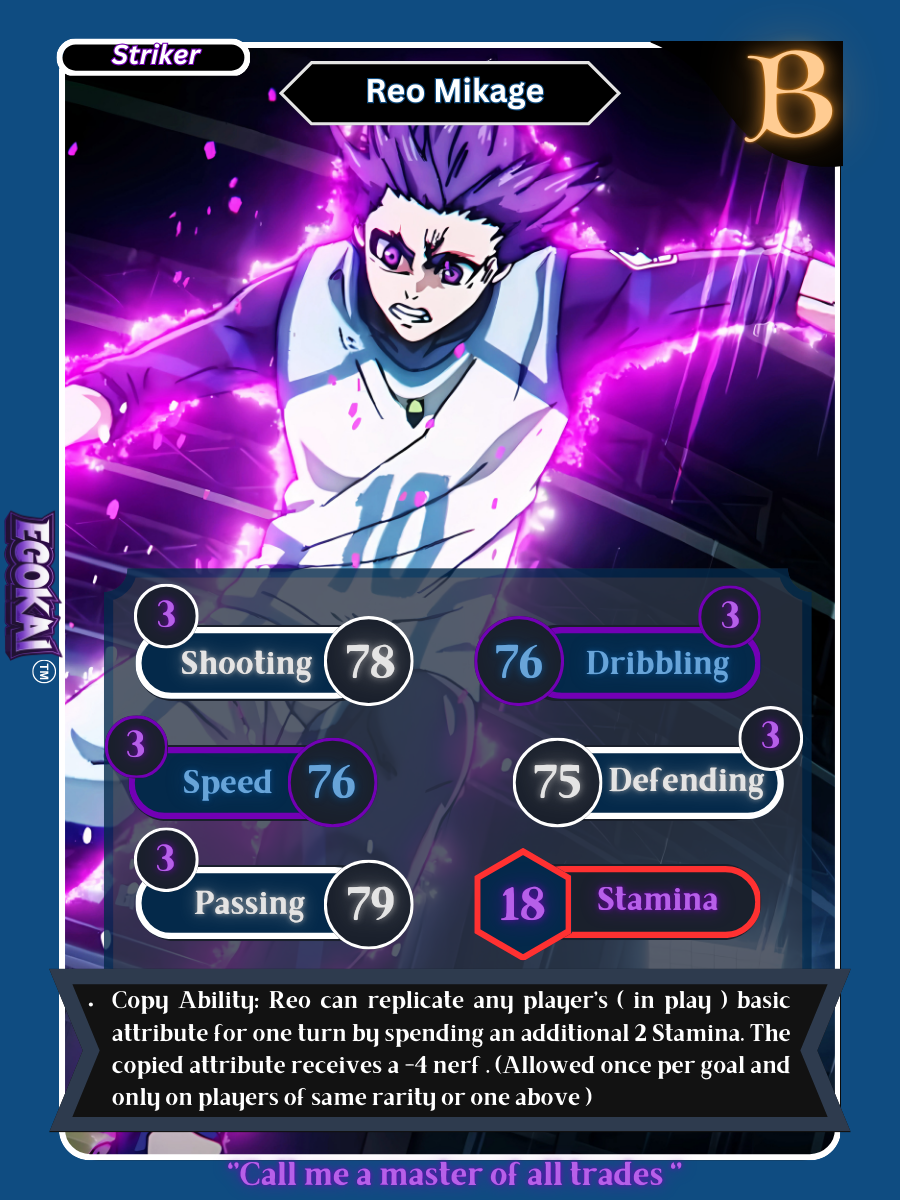 Striker
Reo Mikage
B
10
EGOKAI
TM
3
Shooting 78
3
76 Dribbling
3
Speed 76
3
75 Defending
3
Passing 79
18 Stamina
· Copy Ability: Reo can replicate any player's ( in play ) basic
attribute for one turn by spending an additional 2 Stamina. The
copied attribute receives a -4 nerf . (Allowed once per goal and
only on players of same rarity or one above )
"Call me a master of all trades "